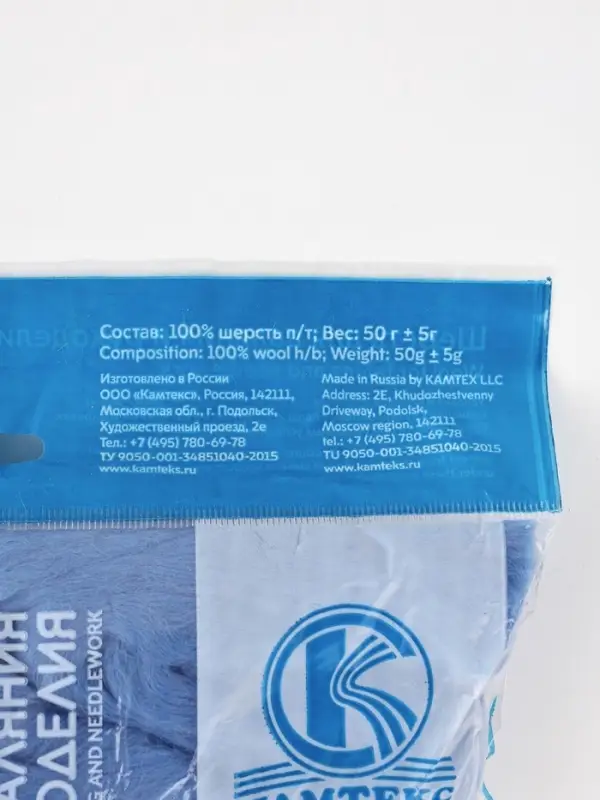 Состав: 100% шерсть п/т; Вес: 50 г ± 5г
Composition: 100% wool h/b; Weight: 50g ± 5g
Изготовлено в России
ООО «Камтекс», Россия, 142111,
Московская обл., г. Подольск,
Художественный проезд, 2е
Тел.: +7 (495) 780-69-78
ТУ 9050-001-34851040-2015
www.kamteks.ru
Made in Russia by KAMTEX LLC
Address: 2E, Khudozhestvenny
Driveway, Podolsk,
Moscow region, 142111
tel.: +7 (495) 780-69-78
TU 9050-001-34851040-2015
www.kamteks.ru
AND NEEDLEWORK
КАМТЕКС